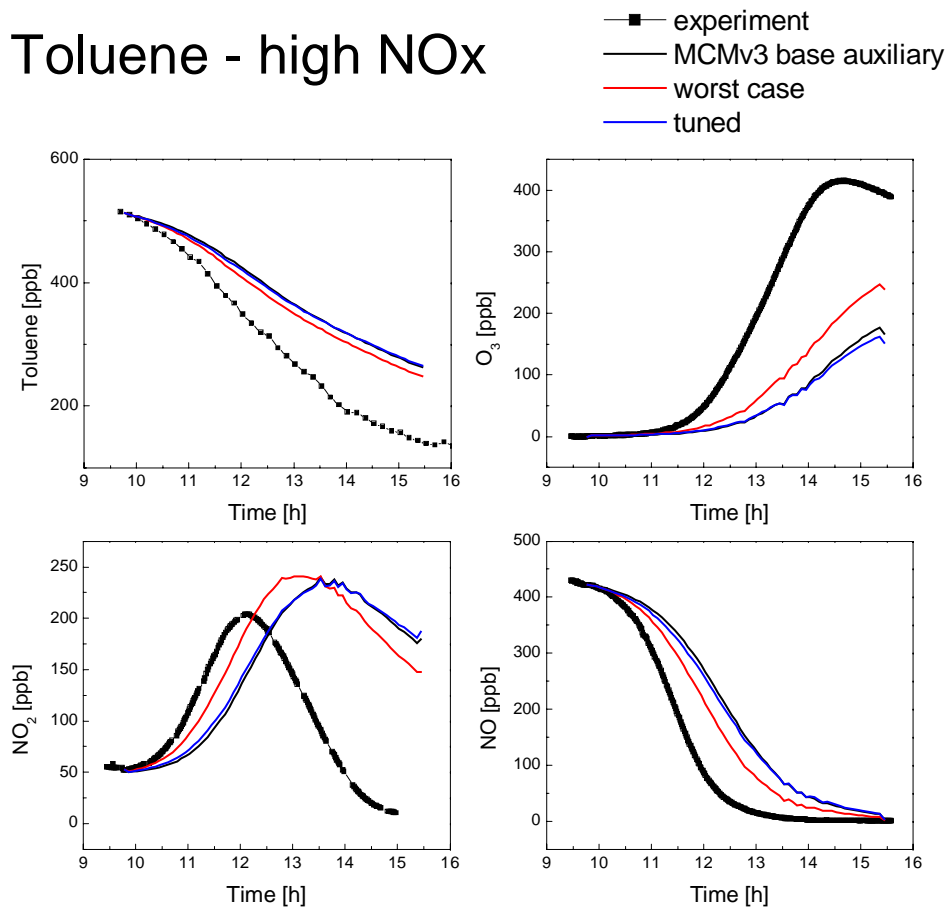 Toluene - high NOx
experiment
MCMv3 base auxiliary
worst case
tuned
600
400
200
Toluene [ppb]
9 10 11 12 13 14 15 16
Time [h]
400
300
200
100
0
O3 [ppb]
9 10 11 12 13 14 15 16
Time [h]
250
200
150
100
50
0
NO2 [ppb]
9 10 11 12 13 14 15 16
Time [h]
500
400
300
200
100
0
NO [ppb]
9 10 11 12 13 14 15 16
Time [h]